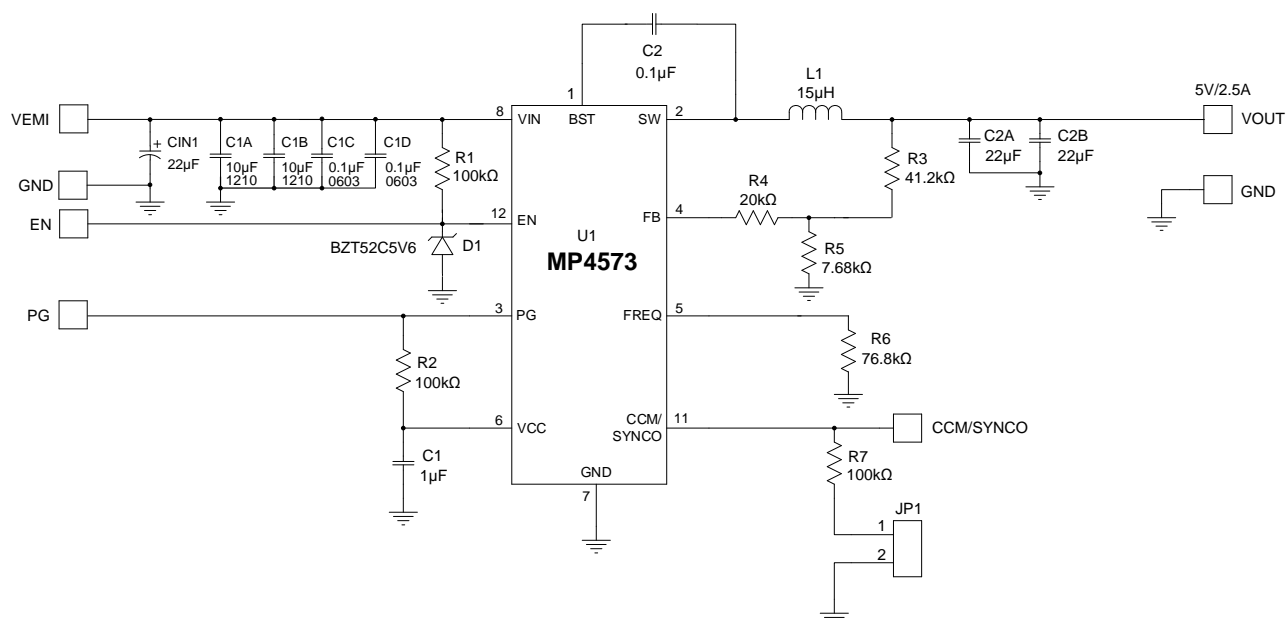 C2
0.1µF
L1
15µH
5V/2.5A
VEMI
8
VIN
1
BST
SW
2
VOUT
CIN1
+
22µF
C1A
10µF
1210
C1B
10µF
1210
C1C
0.1µF
0603
C1D
0.1µF
0603
R1
100kΩ
C2A
22µF
C2B
22µF
R3
41.2kΩ
GND
R4
20kΩ
GND
EN
12
EN
FB
4
BZT52C5V6
D1
U1
MP4573
R5
7.68kΩ
PG
3
PG
FREQ
5
R6
76.8kΩ
R2
100kΩ
6
VCC
CCM/
SYNCO
11
CCM/SYNCO
C1
1µF
GND
7
R7
100kΩ
JP1
1
2